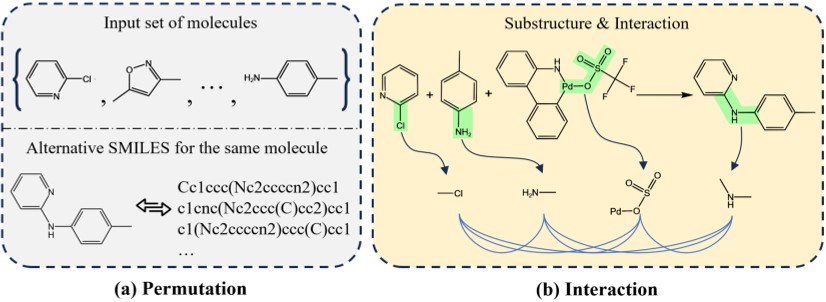 Input set of molecules
N Cl , O N , ... , H₂N
Alternative SMILES for the same molecule
N N H
Cc1ccc(Nc2ccccn2)cc1
c1cnc(Nc2ccc(C)cc2)cc1
c1(Nc2ccccn2)ccc(C)cc1
...
(a) Permutation
Substructure & Interaction
N Cl + NH₂ + H N Pd O S O O F F F N N H
Cl H₂N Pd O S O O N H
(b) Interaction